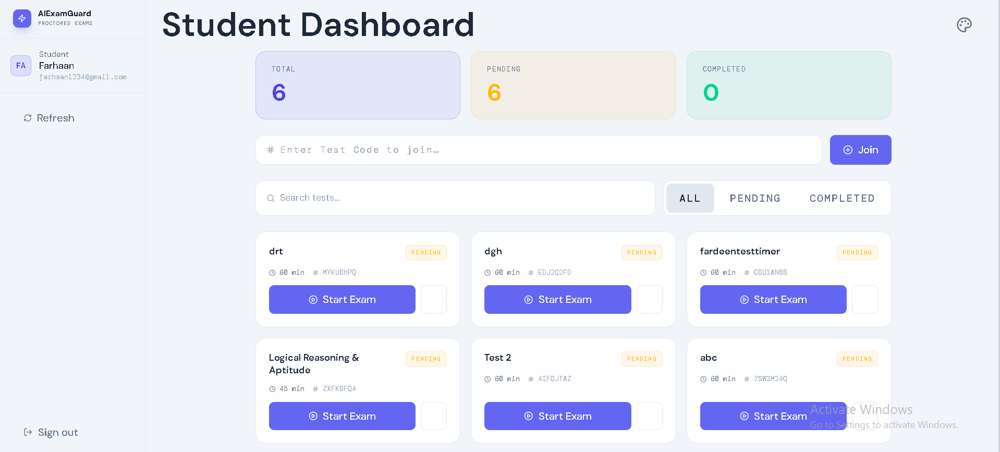 AIExamGuard
PROCTORED EXAMS
Student Dashboard
FA
Student
Farhaan
farhaan1234@gmail.com
Refresh
Sign out
TOTAL
6
PENDING
6
COMPLETED
0
# Enter Test Code to join…
Join
Search tests…
ALL PENDING COMPLETED
drt PENDING
60 min # MYKUBHPQ
Start Exam
dgh PENDING
60 min # EDJ2Q2FD
Start Exam
fardeentesttimer PENDING
60 min # CBU1AN8B
Start Exam
Logical Reasoning &
Aptitude
PENDING
45 min # ZXFKBFQ4
Start Exam
Test 2 PENDING
60 min # 4IFOJTAZ
Start Exam
abc PENDING
60 min # 7SW3M24Q
Start Exam
Activate Windows
Go to Settings to activate Windows.